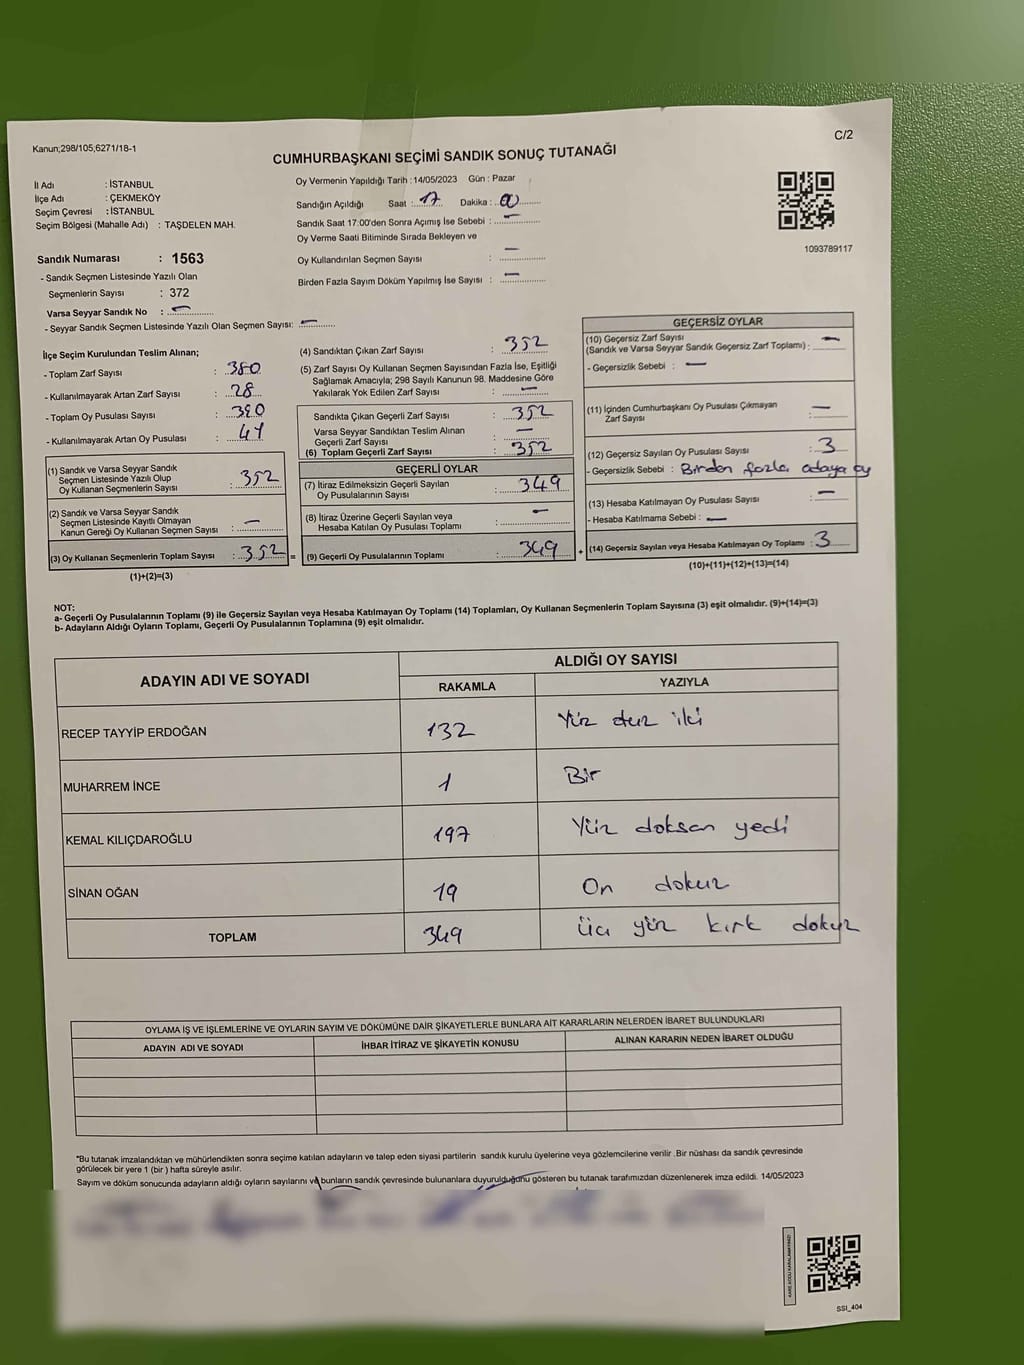 Kanun;298/105,6271/18-1
C/2
CUMHURBAŞKANI SEÇİMİ SANDIK SONUÇ TUTANAĞI
İl Adı : İSTANBUL
İlçe Adı : ÇEKMEKÖY
Seçim Çevresi : İSTANBUL
Seçim Bölgesi (Mahalle Adı) : TAŞDELEN MAH.
Oy Vermenin Yapıldığı Tarih : 14/05/2023 Gün : Pazar
Sandığın Açıldığı Saat : 17 Dakika : 00
Sandık Saat 17:00'den Sonra Açımış İse Sebebi : —
Oy Verme Saati Bitiminde Sırada Bekleyen ve
Oy Kullandırılan Seçmen Sayısı : —
Birden Fazla Sayım Döküm Yapılmış İse Sayısı : —
1093789117
Sandık Numarası : 1563
- Sandık Seçmen Listesinde Yazılı Olan
Seçmenlerin Sayısı : 372
Varsa Seyyar Sandık No : —
- Seyyar Sandık Seçmen Listesinde Yazılı Olan Seçmen Sayısı: —
İlçe Seçim Kurulundan Teslim Alınan;
- Toplam Zarf Sayısı : 380
- Kullanılmayarak Artan Zarf Sayısı : 28
- Toplam Oy Pusulası Sayısı :
- Kullanılmayarak Artan Oy Pusulası :
(1) Sandık ve Varsa Seyyar Sandık
Seçmen Listesinde Yazılı Olup
Oy Kullanan Seçmenlerin Sayısı : 352
(2) Sandık ve Varsa Seyyar Sandık
Seçmen Listesinde Kayıtlı Olmayan
Kanun Gereği Oy Kullanan Seçmen Sayısı : —
(3) Oy Kullanan Seçmenlerin Toplam Sayısı : 352 =
(1)+(2)=(3)
(4) Sandıktan Çıkan Zarf Sayısı : 352
(5) Zarf Sayısı Oy Kullanan Seçmen Sayısından Fazla İse, Eşitliği
Sağlamak Amacıyla; 298 Sayılı Kanunun 98. Maddesine Göre
Yakılarak Yok Edilen Zarf Sayısı : —
Sandıkta Çıkan Geçerli Zarf Sayısı : 352
Varsa Seyyar Sandıktan Teslim Alınan
Geçerli Zarf Sayısı : —
(6) Toplam Geçerli Zarf Sayısı : 352
GEÇERLİ OYLAR
(7) İtiraz Edilmeksizin Geçerli Sayılan
Oy Pusulalarının Sayısı : 349
(8) İtiraz Üzerine Geçerli Sayılan veya
Hesaba Katılan Oy Pusulası Toplamı : —
(9) Geçerli Oy Pusulalarının Toplamı : 349 +
GEÇERSİZ OYLAR
(10) Geçersiz Zarf Sayısı
(Sandık ve Varsa Seyyar Sandık Geçersiz Zarf Toplamı) : —
- Geçersizlik Sebebi : —
(11) İçinden Cumhurbaşkanı Oy Pusulası Çıkmayan
Zarf Sayısı : —
(12) Geçersiz Sayılan Oy Pusulası Sayısı : 3
- Geçersizlik Sebebi : Birden fazla adaya oy
(13) Hesaba Katılmayan Oy Pusulası Sayısı : —
- Hesaba Katılmama Sebebi : —
(14) Geçersiz Sayılan veya Hesaba Katılmayan Oy Toplamı : 3
(10)+(11)+(12)+(13)=(14)
NOT:
a- Geçerli Oy Pusulalarının Toplamı (9) ile Geçersiz Sayılan veya Hesaba Katılmayan Oy Toplamı (14) Toplamları, Oy Kullanan Seçmenlerin Toplam Sayısına (3) eşit olmalıdır. (9)+(14)=(3)
b- Adayların Aldığı Oyların Toplamı, Geçerli Oy Pusulalarının Toplamına (9) eşit olmalıdır.
ADAYIN ADI VE SOYADI
ALDIĞI OY SAYISI
RAKAMLA YAZIYLA
RECEP TAYYİP ERDOĞAN 132 Yüz otuz iki
MUHARREM İNCE 1 Bir
KEMAL KILIÇDAROĞLU 197 Yüz doksan yedi
SİNAN OĞAN 19 On dokuz
TOPLAM 349 üç yüz kırk dokuz
OYLAMA İŞ VE İŞLEMLERİNE VE OYLARIN SAYIM VE DÖKÜMÜNE DAİR ŞİKAYETLERLE BUNLARA AİT KARARLARIN NELERDEN İBARET BULUNDUKLARI
ADAYIN ADI VE SOYADI İHBAR İTİRAZ VE ŞİKAYETİN KONUSU ALINAN KARARIN NEDEN İBARET OLDUĞU
"Bu tutanak imzalandıktan ve mühürlendikten sonra seçime katılan adayların ve talep eden siyasi partilerin sandık kurulu üyelerine veya gözlemcilerine verilir .Bir nüshası da sandık çevresinde
görülecek bir yere 1 (bir ) hafta süreyle asılır.
Sayım ve döküm sonucunda adayların aldığı oyların sayılarını ve bunların sandık çevresinde bulunanlara duyurulduğunu gösteren bu tutanak tarafımızdan düzenlenerek imza edildi. 14/05/2023
SSI_404